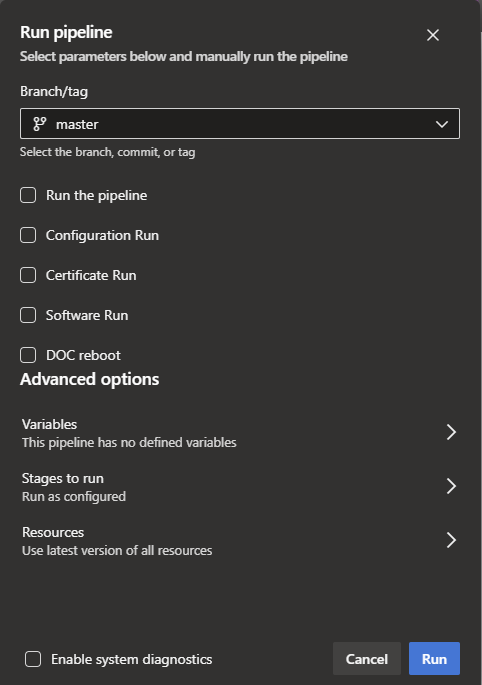 Run pipeline
Select parameters below and manually run the pipeline
Branch/tag
master
Select the branch, commit, or tag
Run the pipeline
Configuration Run
Certificate Run
Software Run
DOC reboot
Advanced options
Variables
This pipeline has no defined variables
Stages to run
Run as configured
Resources
Use latest version of all resources
Enable system diagnostics
Cancel
Run